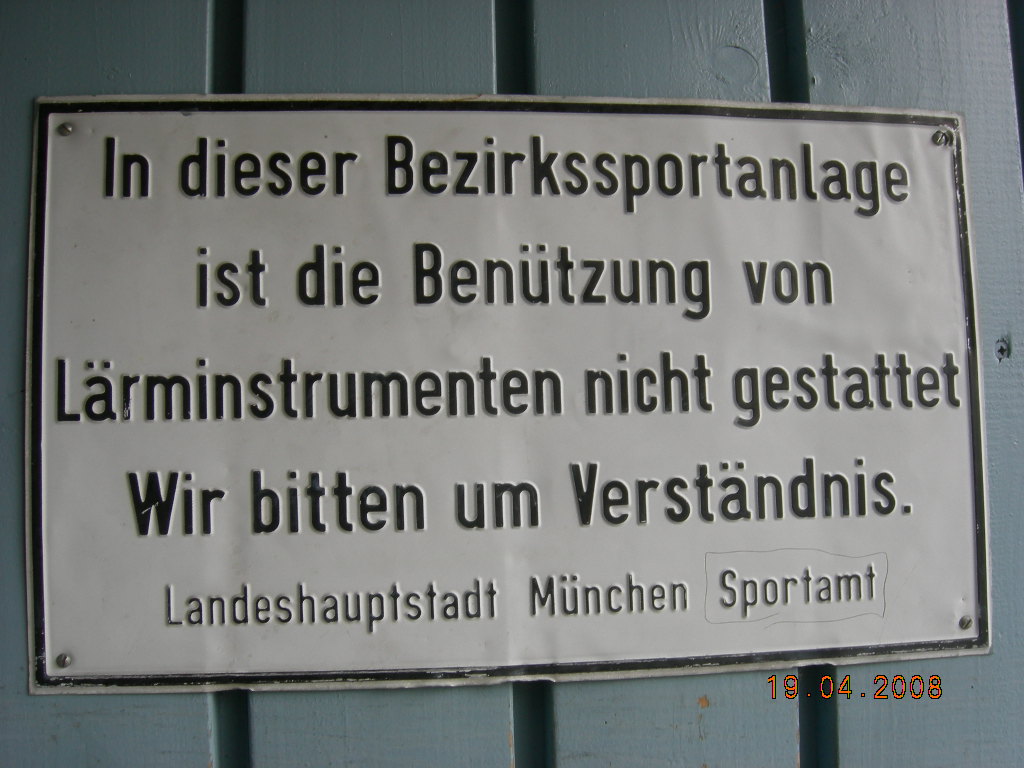 In dieser Bezirkssportanlage
ist die Benützung von
Lärminstrumenten nicht gestattet
Wir bitten um Verständnis.
Landeshauptstadt München Sportamt
19.04.2008